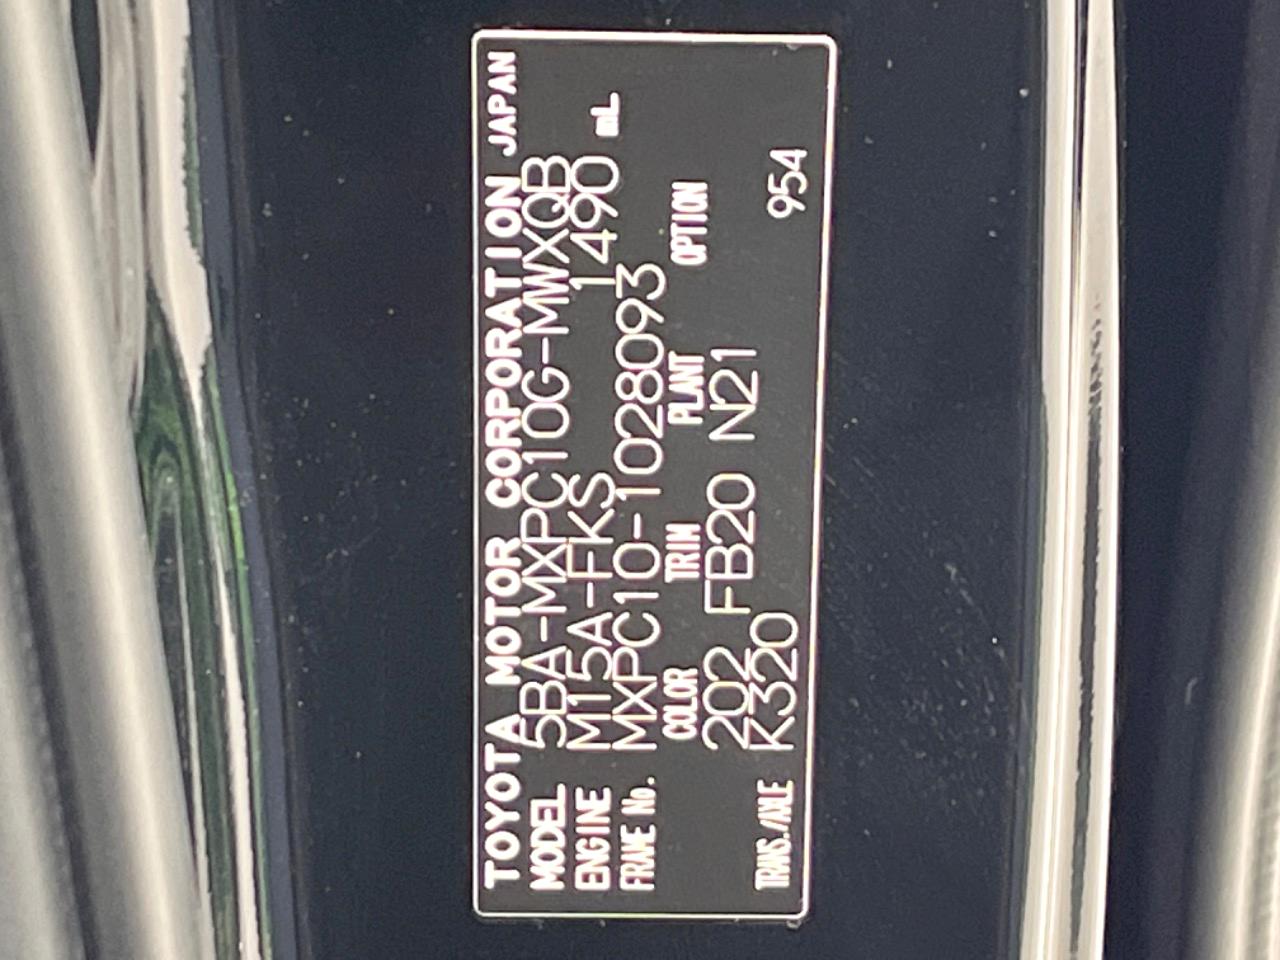 TOYOTA MOTOR CORPORATION JAPAN
MODEL 5BA-MXPC10G-MWXQB
ENGINE M15A-FKS 1490 mL
FRAME No. MXPC10-1028093
COLOR TRIM PLANT OPTION
202 FB20 N21
TRANS./AXLE K320 954